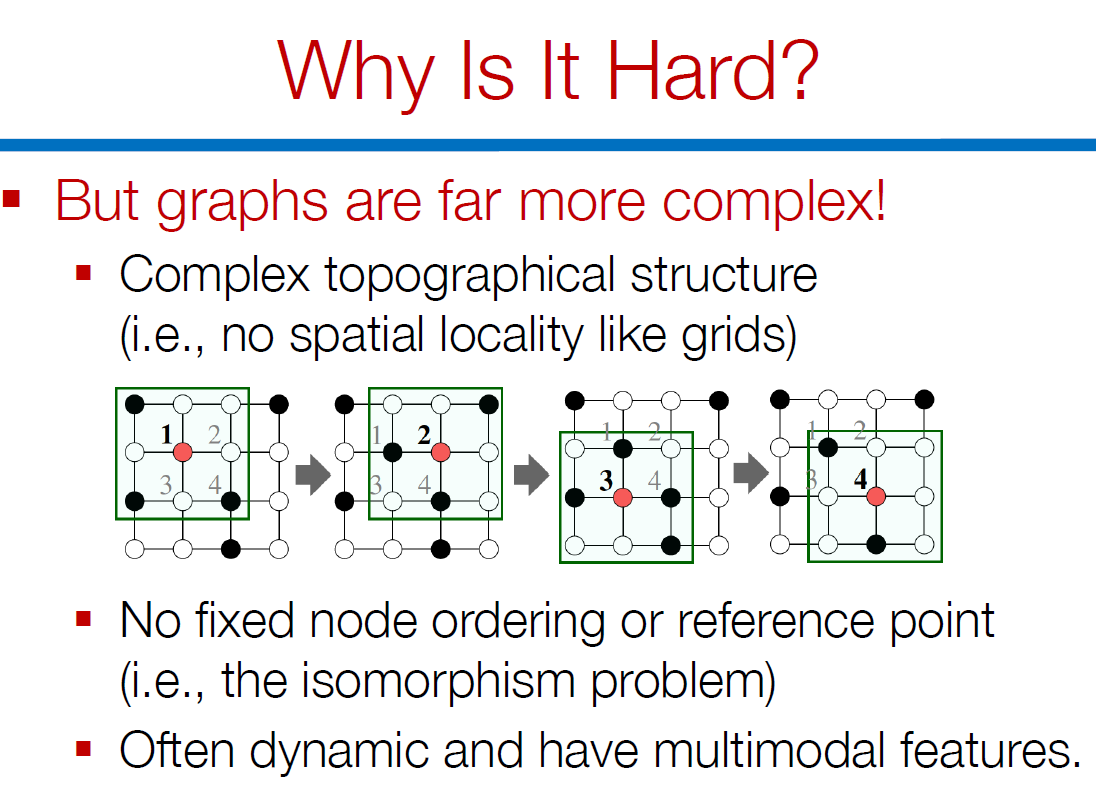 Why Is It Hard?
But graphs are far more complex!
Complex topographical structure
(i.e., no spatial locality like grids)
1 2
3 4
1 2
3 4
1 2
3 4
1 2
3 4
No fixed node ordering or reference point
(i.e., the isomorphism problem)
Often dynamic and have multimodal features.